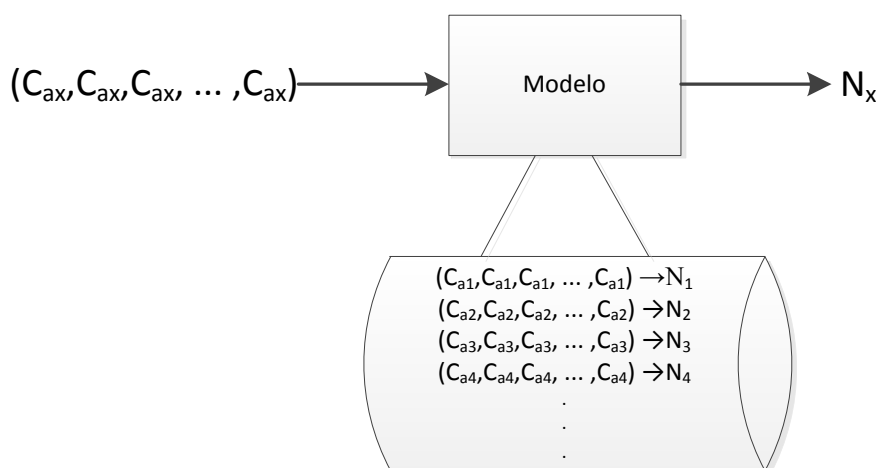 (Cax,Cax,Cax, ... ,Cax)
Modelo
Nx
(Ca1,Ca1,Ca1, ... ,Ca1) →N1
(Ca2,Ca2,Ca2, ... ,Ca2) →N2
(Ca3,Ca3,Ca3, ... ,Ca3) →N3
(Ca4,Ca4,Ca4, ... ,Ca4) →N4
.
.
.